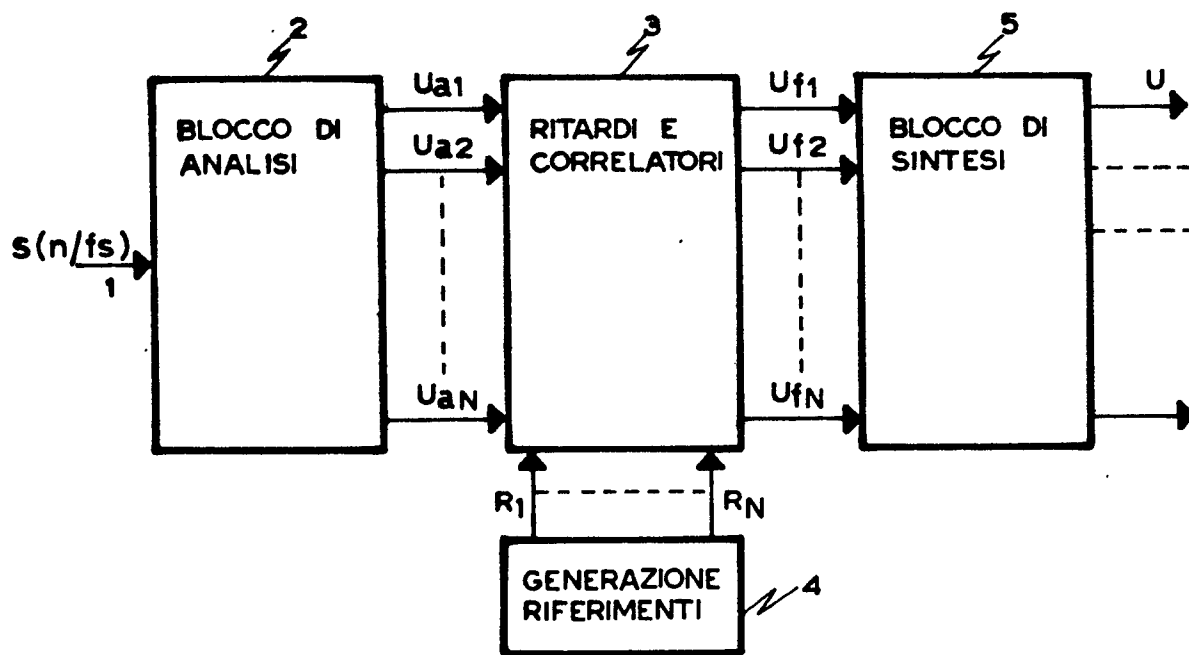 2
3
5
BLOCCO DI
ANALISI
Ua1
Ua2
UaN
RITARDI E
CORRELATORI
Uf1
Uf2
UfN
BLOCCO DI
SINTESI
U
S(n/fs)
1
R1
RN
GENERAZIONE
RIFERIMENTI
4